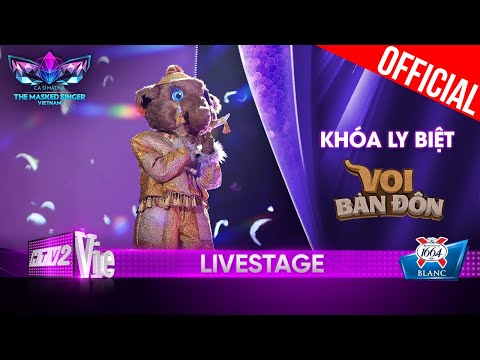 CA SĨ MẶT NẠ
THE MASKED SINGER
VIETNAM
OFFICIAL
KHÓA LY BIỆT
VOI
BẢN ĐÔN
HTV2
Vie
LIVESTAGE
1664
BLANC